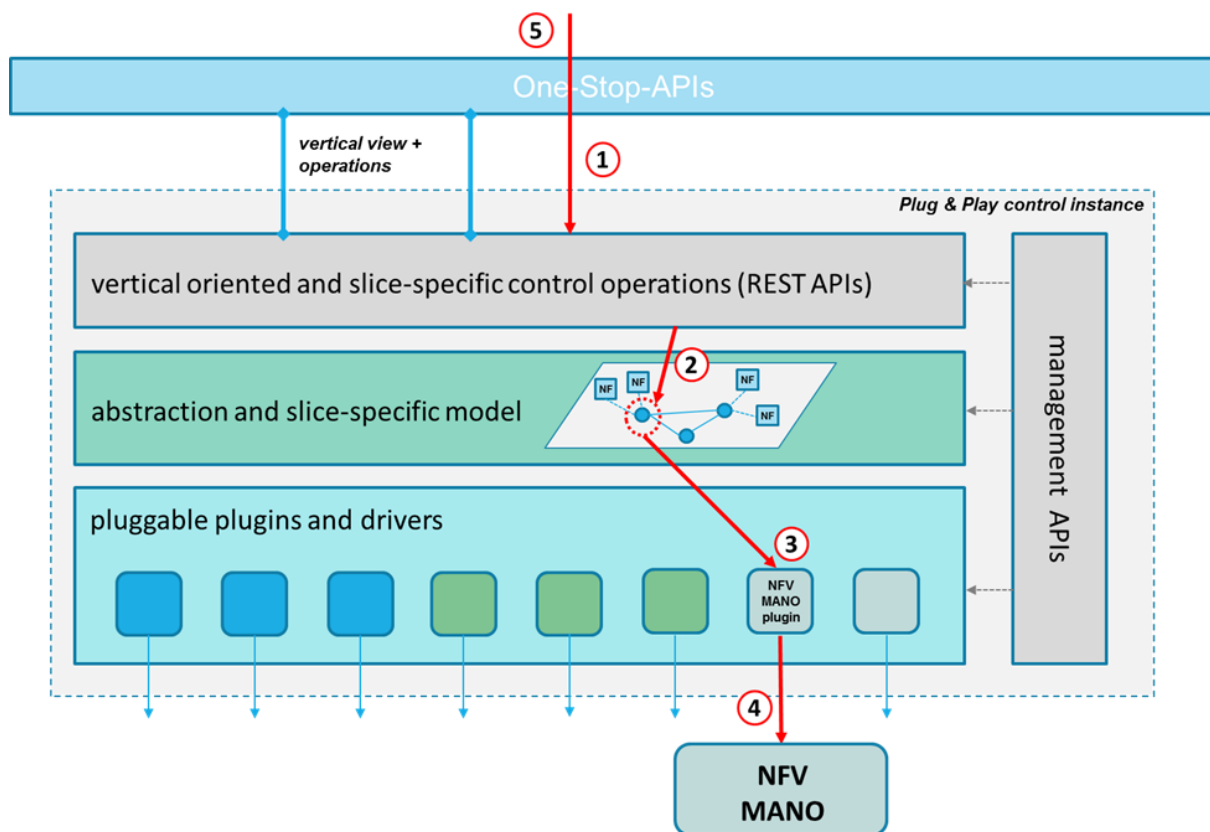 5
One-Stop-APIs
vertical view +
operations
1
Plug & Play control instance
vertical oriented and slice-specific control operations (REST APIs)
2
NF
NF
NF
NF
abstraction and slice-specific model
management APIs
pluggable plugins and drivers
3
NFV
MANO
plugin
4
NFV
MANO